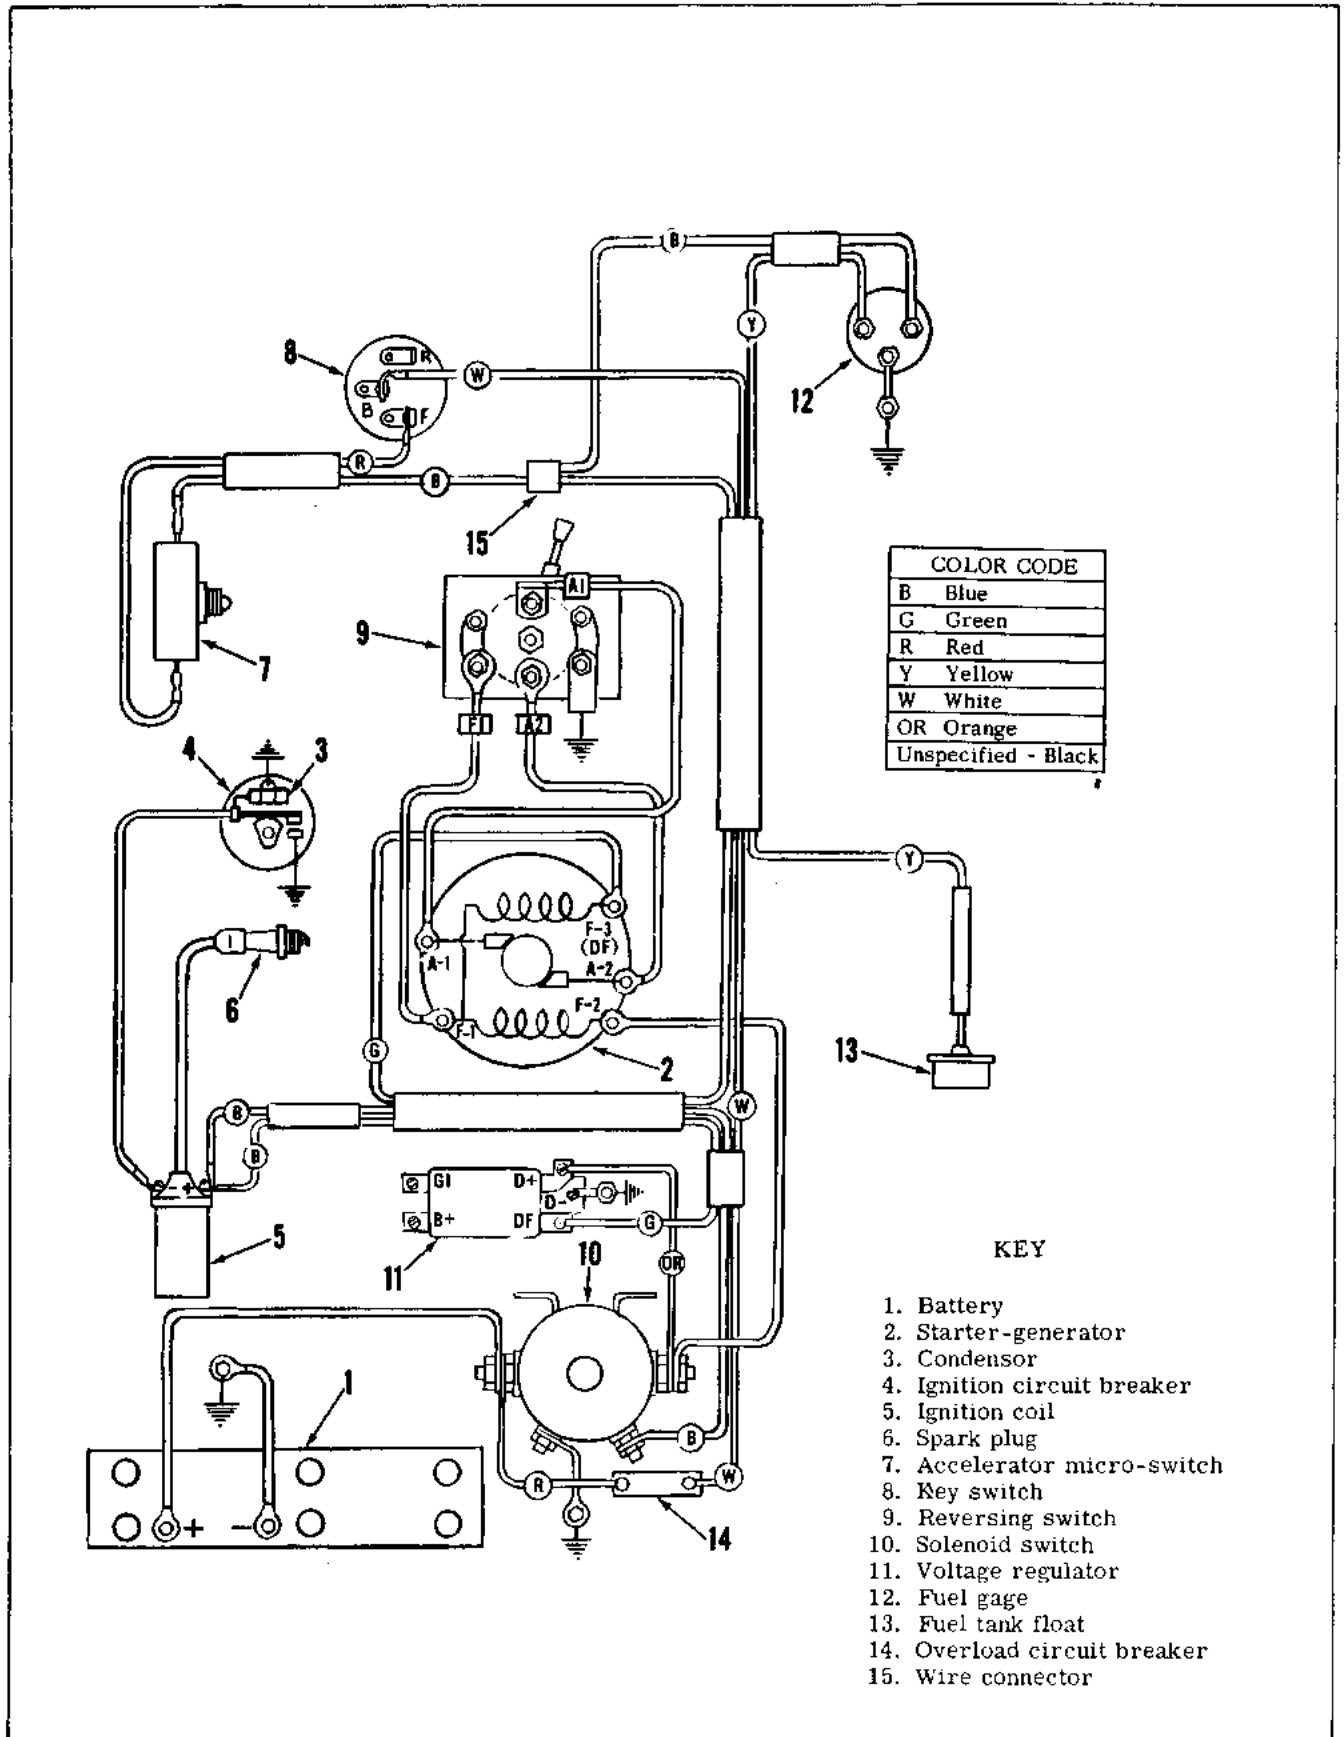 B
Y
8
R
W
B
F
12
R
B
15
COLOR CODE
B Blue
G Green
R Red
Y Yellow
W White
OR Orange
Unspecified - Black
A1
9
7
F1
A2
4
3
Y
F-3
(DF)
A-1
A-2
6
F-2
F-1
G
2
13
B
W
B
G1
D+
D-
B+
DF
G
- +
5
11
10
OR
KEY
1. Battery
2. Starter-generator
3. Condensor
4. Ignition circuit breaker
5. Ignition coil
6. Spark plug
7. Accelerator micro-switch
8. Key switch
9. Reversing switch
10. Solenoid switch
11. Voltage regulator
12. Fuel gage
13. Fuel tank float
14. Overload circuit breaker
15. Wire connector
1
B
R
W
+ -
14